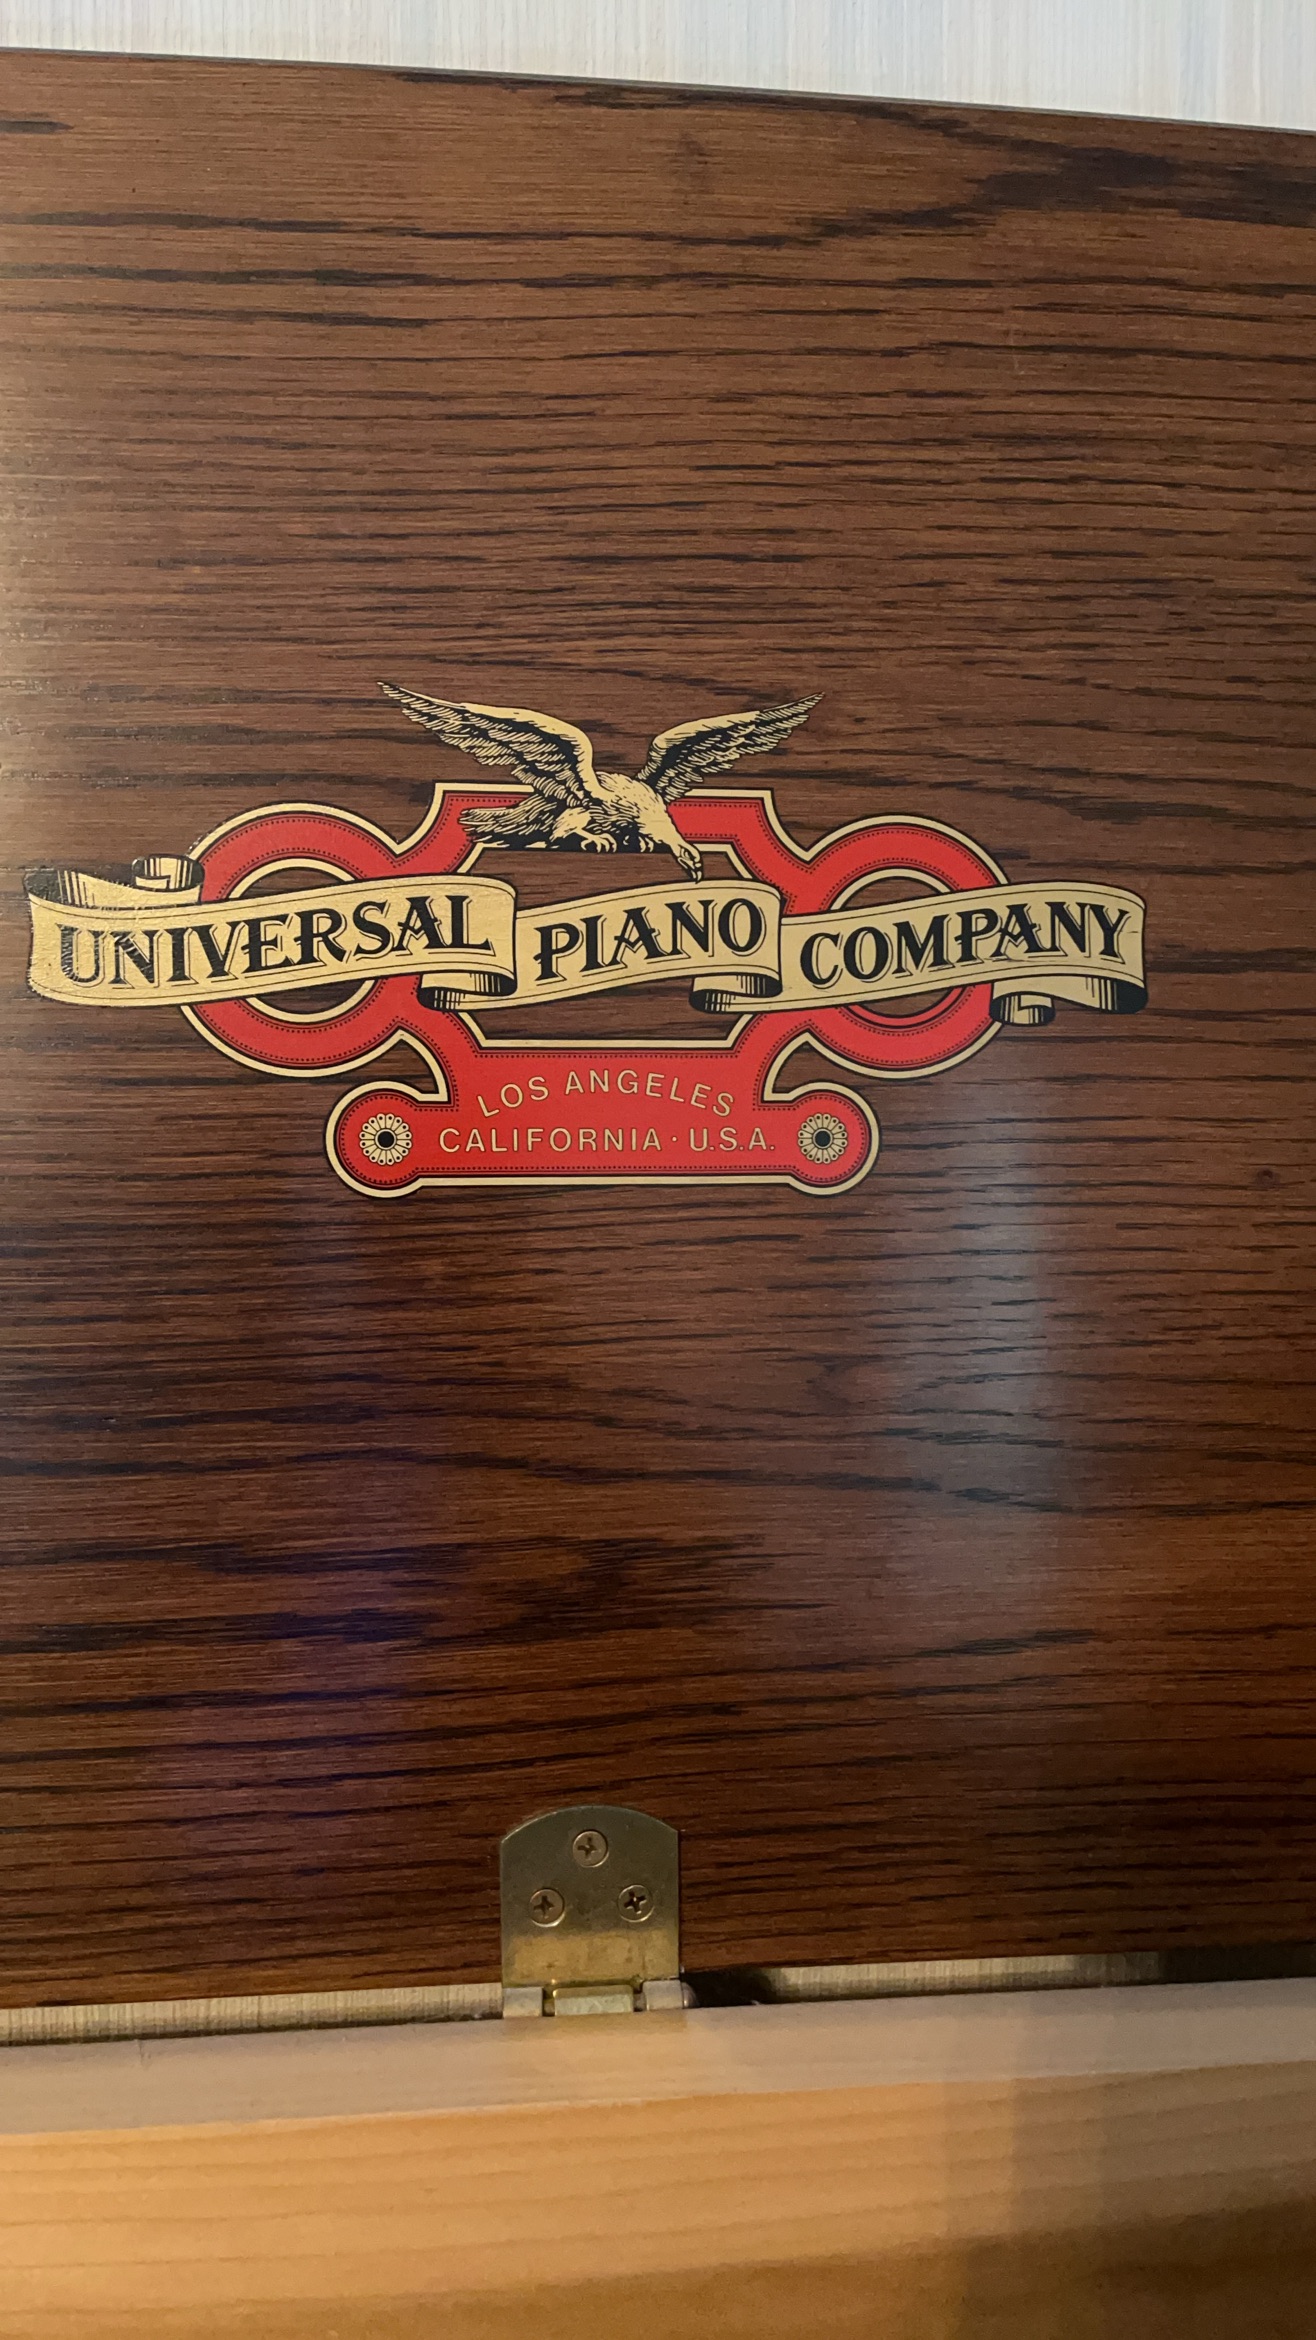 UNIVERSAL PIANO COMPANY
LOS ANGELES
CALIFORNIA · U.S.A.